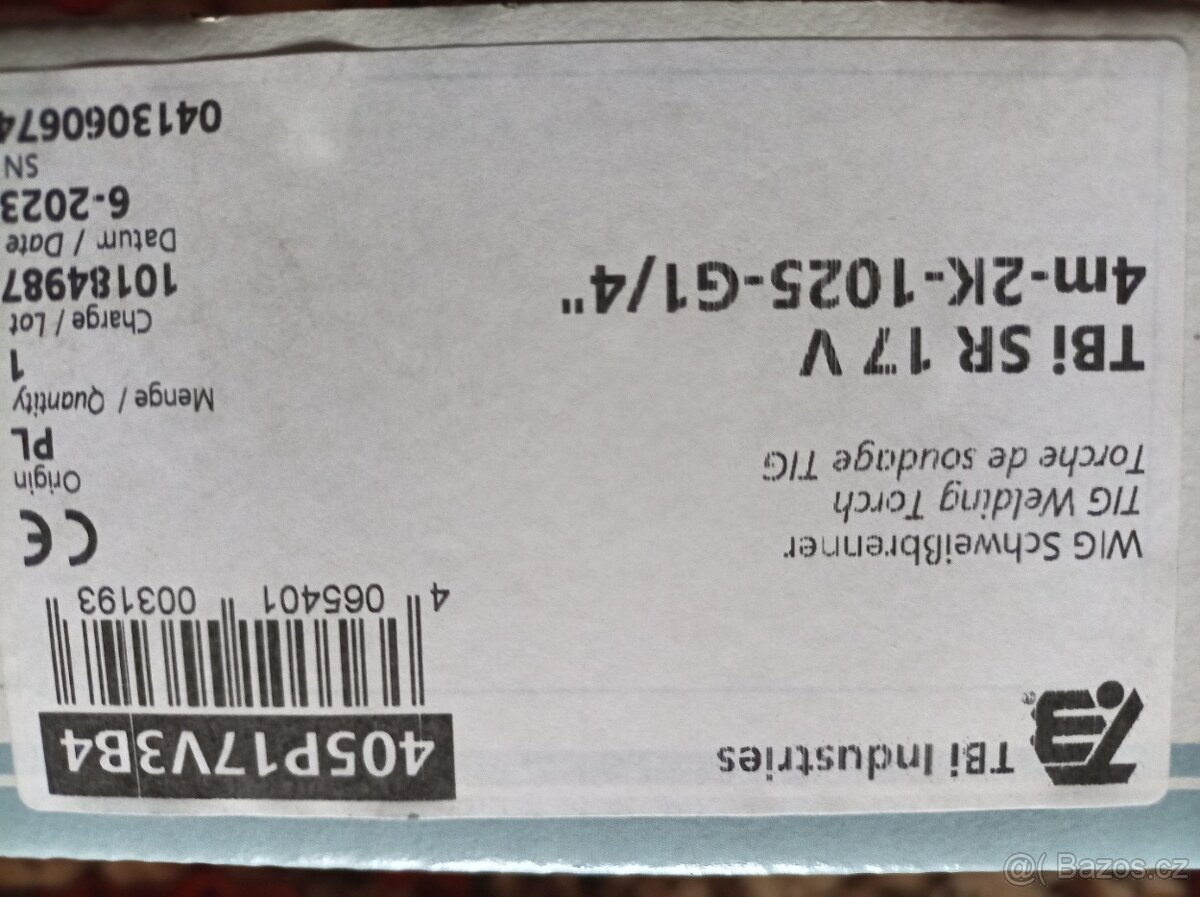 TBi Industries
405P17V3B4
4 065401 003193
WIG Schweißbrenner
TIG Welding Torch
Torche de soudage TIG
CE
Origin
PL
TBi SR 17 V
4m-2K-1025-G1/4"
Menge / Quantity
1
Charge / Lot
10184987
Datum / Date
6-2023
SN
0413060674
@( Bazos.cz